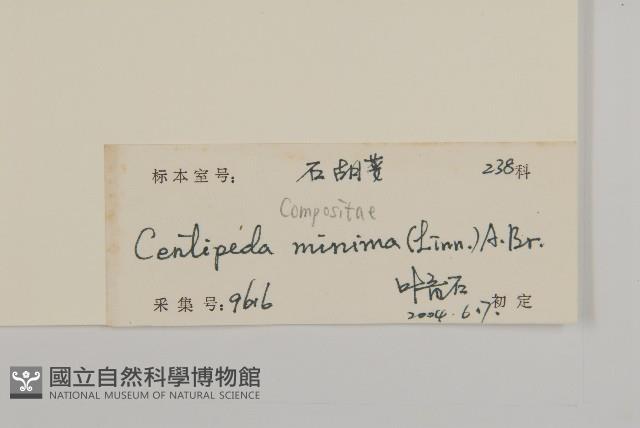 标本室号: 石胡荽 238科
Compositae
Centipeda minima (Linn.) A.Br.
采集号: 9616 叶育石
2004.6.7. 初定
國立自然科學博物館
NATIONAL MUSEUM OF NATURAL SCIENCE